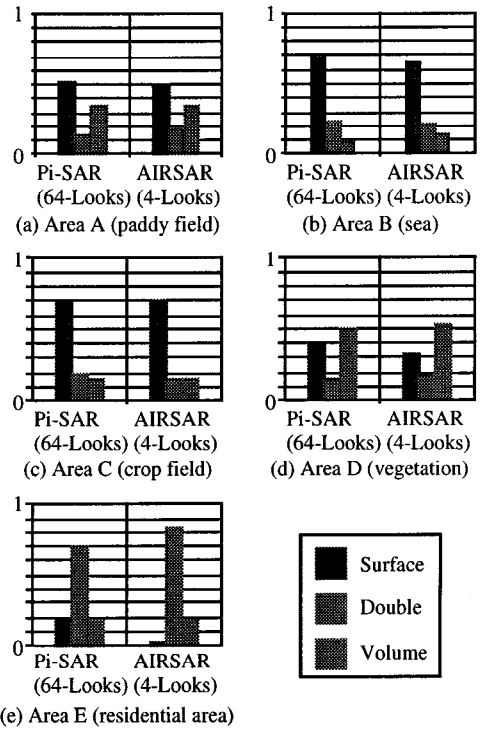 1
0
Pi-SAR AIRSAR
(64-Looks) (4-Looks)
(a) Area A (paddy field)
1
0
Pi-SAR AIRSAR
(64-Looks) (4-Looks)
(b) Area B (sea)
1
0
Pi-SAR AIRSAR
(64-Looks) (4-Looks)
(c) Area C (crop field)
1
0
Pi-SAR AIRSAR
(64-Looks) (4-Looks)
(d) Area D (vegetation)
1
0
Pi-SAR AIRSAR
(64-Looks) (4-Looks)
(e) Area E (residential area)
Surface
Double
Volume